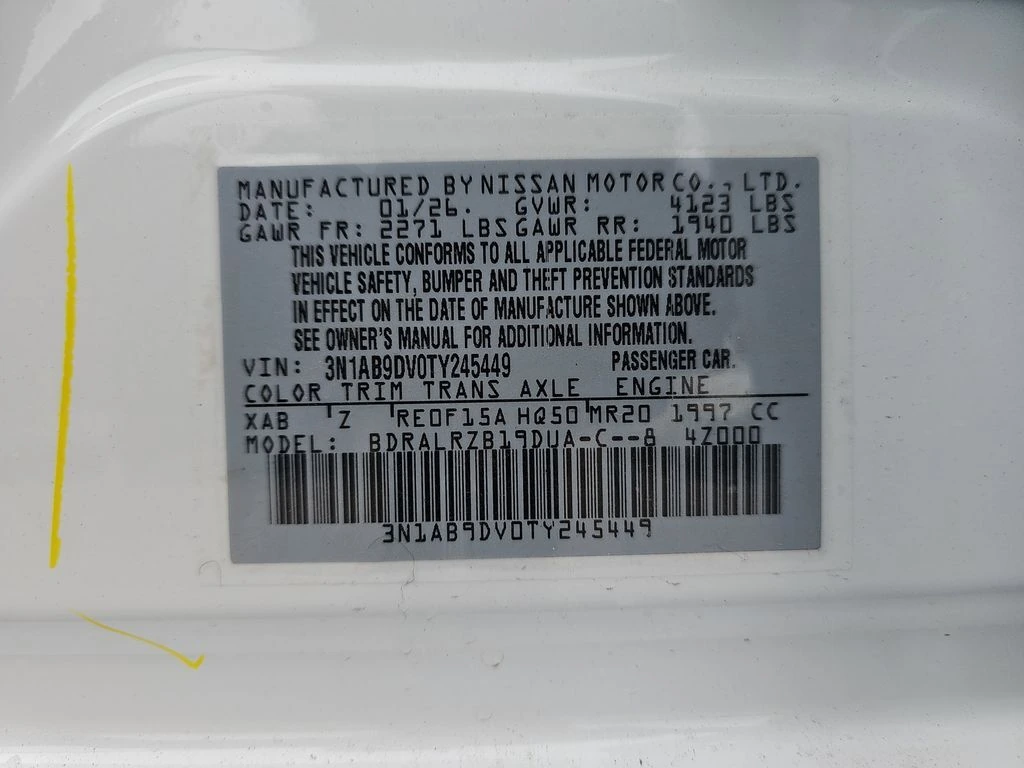 MANUFACTURED BY NISSAN MOTOR CO., LTD.
DATE: 01/26. GVWR: 4123 LBS
GAWR FR: 2271 LBS GAWR RR: 1940 LBS
THIS VEHICLE CONFORMS TO ALL APPLICABLE FEDERAL MOTOR
VEHICLE SAFETY, BUMPER AND THEFT PREVENTION STANDARDS
IN EFFECT ON THE DATE OF MANUFACTURE SHOWN ABOVE.
SEE OWNER'S MANUAL FOR ADDITIONAL INFORMATION.
VIN: 3N1AB9DV0TY245449 PASSENGER CAR.
COLOR TRIM TRANS AXLE ENGINE
XAB Z RE0F15A HQ50 MR20 1997 CC
MODEL: BDRALRZB19DUA-C--8 4Z000
3N1AB9DV0TY245449